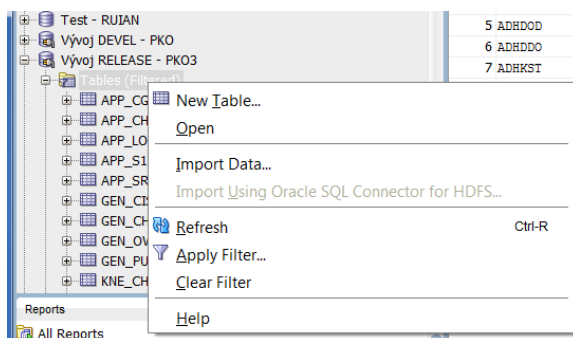 Test - RUIAN
Vývoj DEVEL - PKO
Vývoj RELEASE - PKO3
Tables (Filtered)
APP_CG
APP_CH
APP_LO
APP_S1
APP_SR
GEN_CIS
GEN_CH
GEN_OV
GEN_PU
KNE_CH
Reports
All Reports
New Table...
Open
Import Data...
Import Using Oracle SQL Connector for HDFS...
Refresh Ctrl-R
Apply Filter...
Clear Filter
Help
5 ADHDOD
6 ADHDDO
7 ADHKST